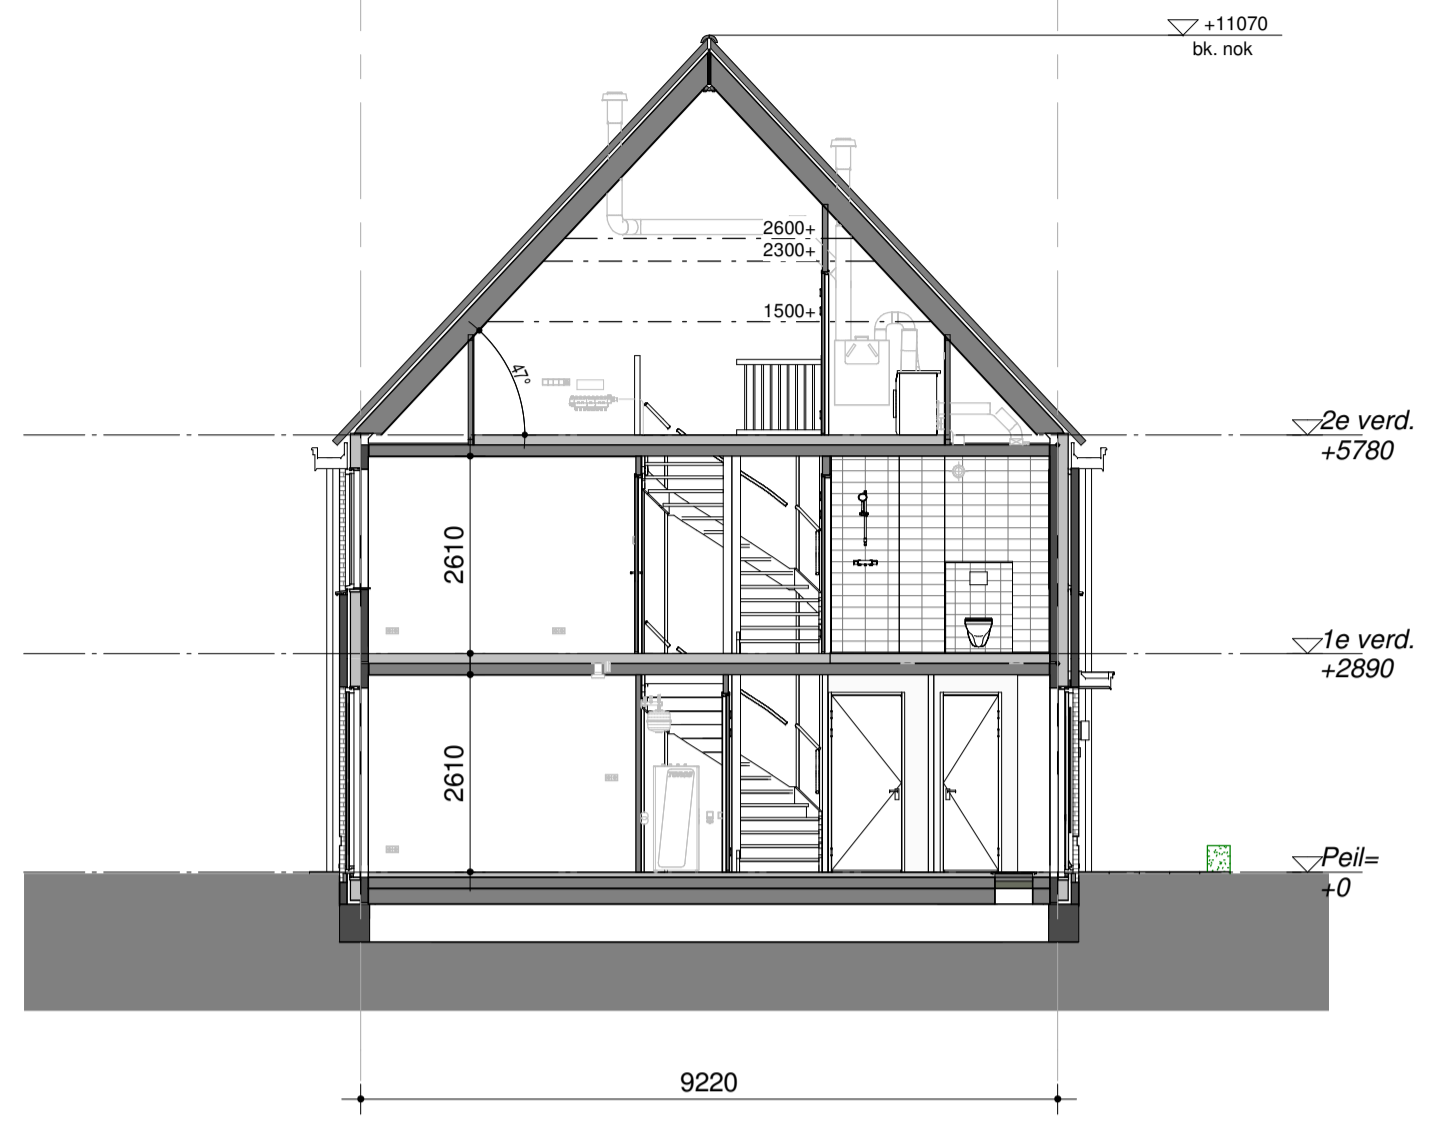 +11070
bk. nok
2600+
2300+
1500+
47°
2e verd.
+5780
2610
1e verd.
+2890
2610
Peil=
+0
9220